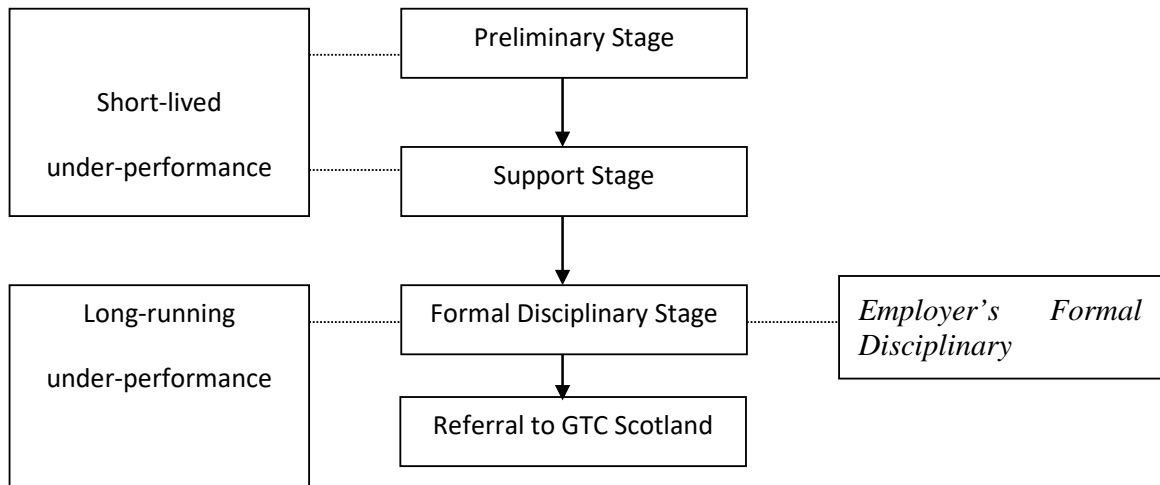 Preliminary Stage
Short-lived
under-performance
Support Stage
Long-running
under-performance
Formal Disciplinary Stage
Employer’s Formal
Disciplinary
Referral to GTC Scotland